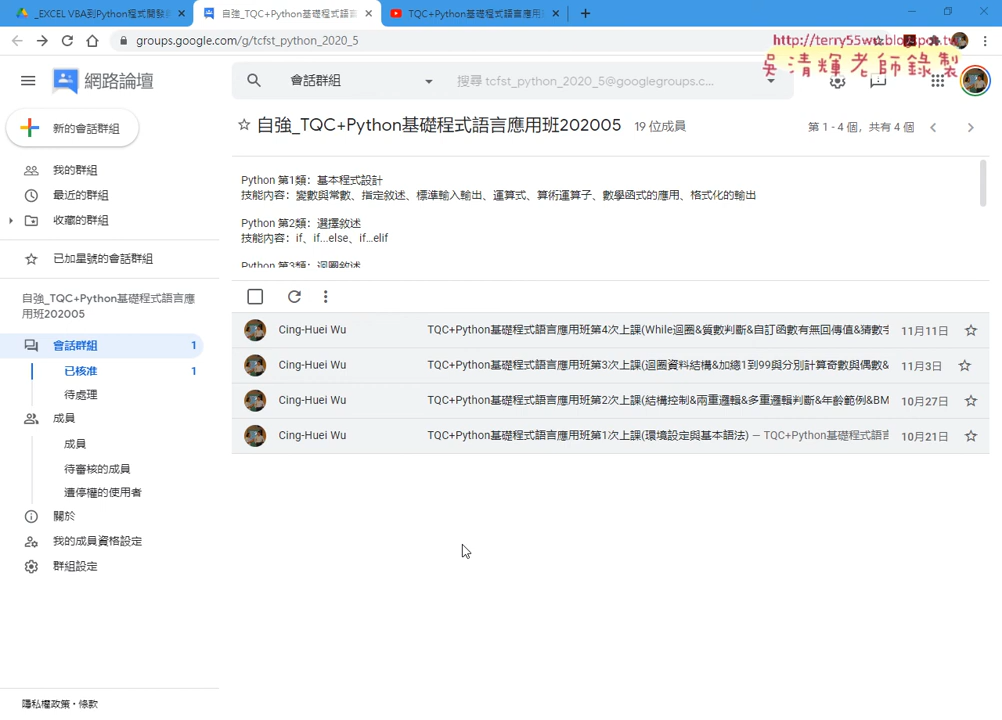 _EXCEL VBA到Python程式開發
自強_TQC+Python基礎程式語言
TQC+Python基礎程式語言應用
groups.google.com/g/tcfst_python_2020_5
吳清輝老師錄製
網路論壇
會話群組
搜尋 tcfst_python_2020_5@googlegroups.com...
新的會話群組
自強_TQC+Python基礎程式語言應用班202005
19 位成員
第 1 - 4 個，共有 4 個
我的群組
最近的群組
收藏的群組
已加星號的會話群組
自強_TQC+Python基礎程式語言應
用班202005
會話群組 1
已核准 1
待處理
成員
成員
待審核的成員
遭停權的使用者
關於
我的成員資格設定
群組設定
隱私權政策・條款
Python 第1類：基本程式設計
技能內容：變數與常數、指定敘述、標準輸入輸出、運算式、算術運算子、數學函式的應用、格式化的輸出
Python 第2類：選擇敘述
技能內容：if、if...else、if...elif
Python 第3類：迴圈敘述
Cing-Huei Wu TQC+Python基礎程式語言應用班第4次上課(While迴圈&質數判斷&自訂函數有無回傳值&猜數字 11月11日
Cing-Huei Wu TQC+Python基礎程式語言應用班第3次上課(迴圈資料結構&加總1到99與分別計算奇數與偶數& 11月3日
Cing-Huei Wu TQC+Python基礎程式語言應用班第2次上課(結構控制&兩重邏輯&多重邏輯判斷&年齡範例&BM 10月27日
Cing-Huei Wu TQC+Python基礎程式語言應用班第1次上課(環境設定與基本語法) — TQC+Python基礎程式語言 10月21日